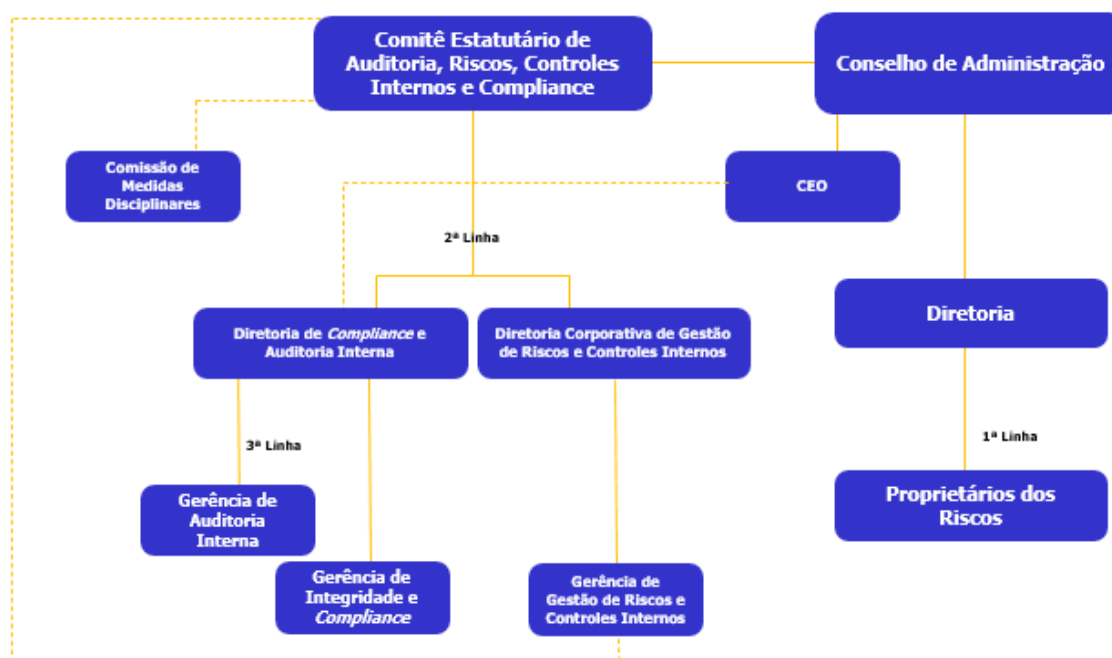 Comitê Estatutário de
Auditoria, Riscos, Controles
Internos e Compliance
Conselho de Administração
Comissão de
Medidas
Disciplinares
CEO
2ª Linha
Diretoria de Compliance e
Auditoria Interna
Diretoria Corporativa de Gestão
de Riscos e Controles Internos
Diretoria
3ª Linha
1ª Linha
Gerência de
Auditoria
Interna
Proprietários dos
Riscos
Gerência de
Integridade e
Compliance
Gerência de
Gestão de Riscos e
Controles Internos